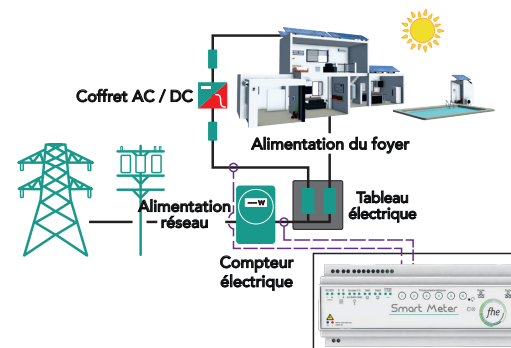 Coffret AC / DC
Alimentation du foyer
Alimentation
réseau
W
Tableau
électrique
Compteur
électrique
Smart Meter
fhe